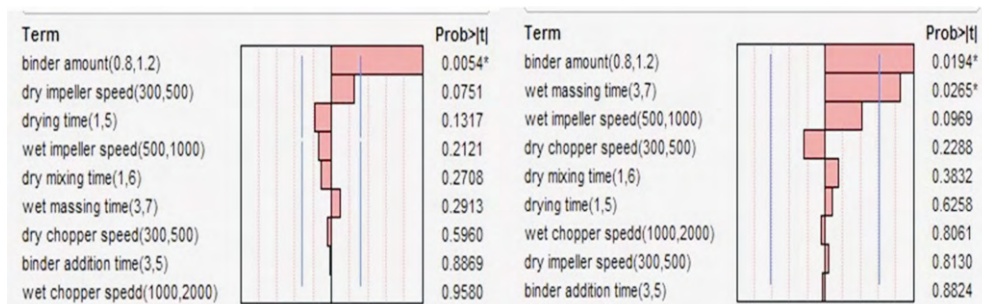 Term Prob>|t|
binder amount(0.8,1.2) 0.0054*
dry impeller speed(300,500) 0.0751
drying time(1,5) 0.1317
wet impeller speed(500,1000) 0.2121
dry mixing time(1,6) 0.2708
wet massing time(3,7) 0.2913
dry chopper speed(300,500) 0.5960
binder addition time(3,5) 0.8869
wet chopper spedd(1000,2000) 0.9580
Term Prob>|t|
binder amount(0.8,1.2) 0.0194*
wet massing time(3,7) 0.0265*
wet impeller speed(500,1000) 0.0969
dry chopper speed(300,500) 0.2288
dry mixing time(1,6) 0.3832
drying time(1,5) 0.6258
wet chopper spedd(1000,2000) 0.8061
dry impeller speed(300,500) 0.8130
binder addition time(3,5) 0.8824